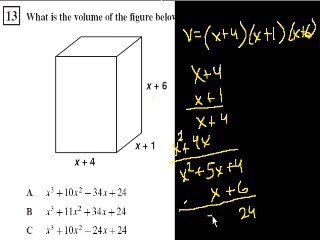 13 What is the volume of the figure below
x + 6
x + 1
x + 4
A x³ + 10x² − 34x + 24
B x³ + 11x² + 34x + 24
C x³ + 10x² − 24x + 24
V = (x+4)(x+1)(x+6)
x+4
x+1
x+4
x²+4x
x²+5x+4
x+6
24